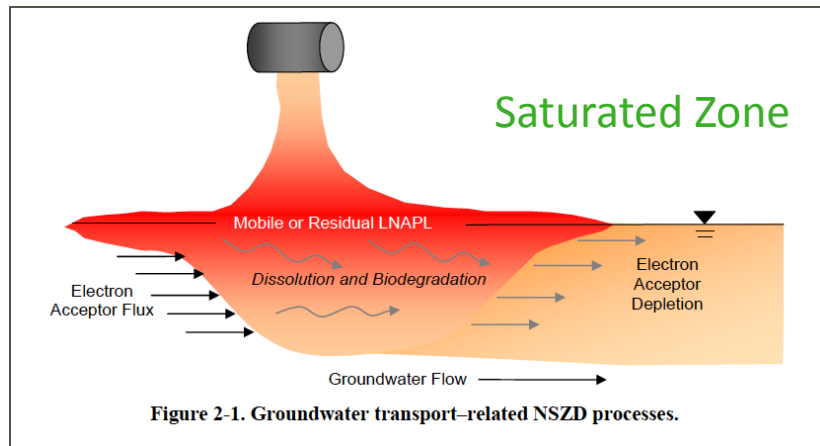 Saturated Zone
Mobile or Residual LNAPL
Dissolution and Biodegradation
Electron
Acceptor Flux
Electron
Acceptor
Depletion
Groundwater Flow
Figure 2-1. Groundwater transport–related NSZD processes.